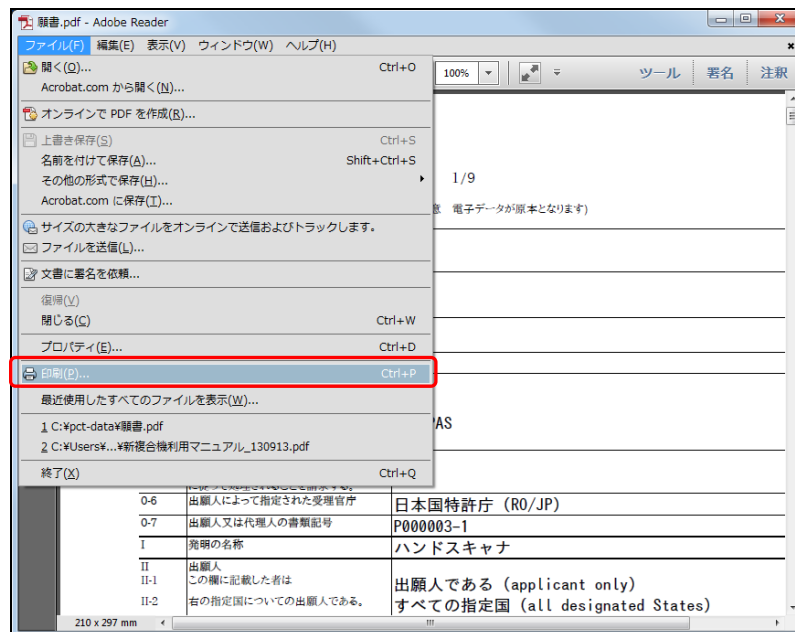 願書.pdf - Adobe Reader
ファイル(F) 編集(E) 表示(V) ウィンドウ(W) ヘルプ(H)
開く(O)... Ctrl+O
Acrobat.com から開く(N)...
オンラインで PDF を作成(R)...
上書き保存(S) Ctrl+S
名前を付けて保存(A)... Shift+Ctrl+S
その他の形式で保存(H)...
Acrobat.com に保存(T)...
サイズの大きなファイルをオンラインで送信およびトラックします。
ファイルを送信(L)...
文書に署名を依頼...
復帰(V)
閉じる(C) Ctrl+W
プロパティ(E)... Ctrl+D
印刷(P)... Ctrl+P
最近使用したすべてのファイルを表示(W)...
1 C:¥pct-data¥願書.pdf
2 C:¥Users¥...¥新複合機利用マニュアル_130913.pdf
終了(X) Ctrl+Q
100% ツール 署名 注釈
1/9
意 電子データが原本となります)
PAS
0-6 出願人によって指定された受理官庁 日本国特許庁 (RO/JP)
0-7 出願人又は代理人の書類記号 P000003-1
I 発明の名称 ハンドスキャナ
II 出願人
II-1 この欄に記載した者は 出願人である (applicant only)
II-2 右の指定国についての出願人である。 すべての指定国 (all designated States)
210 x 297 mm